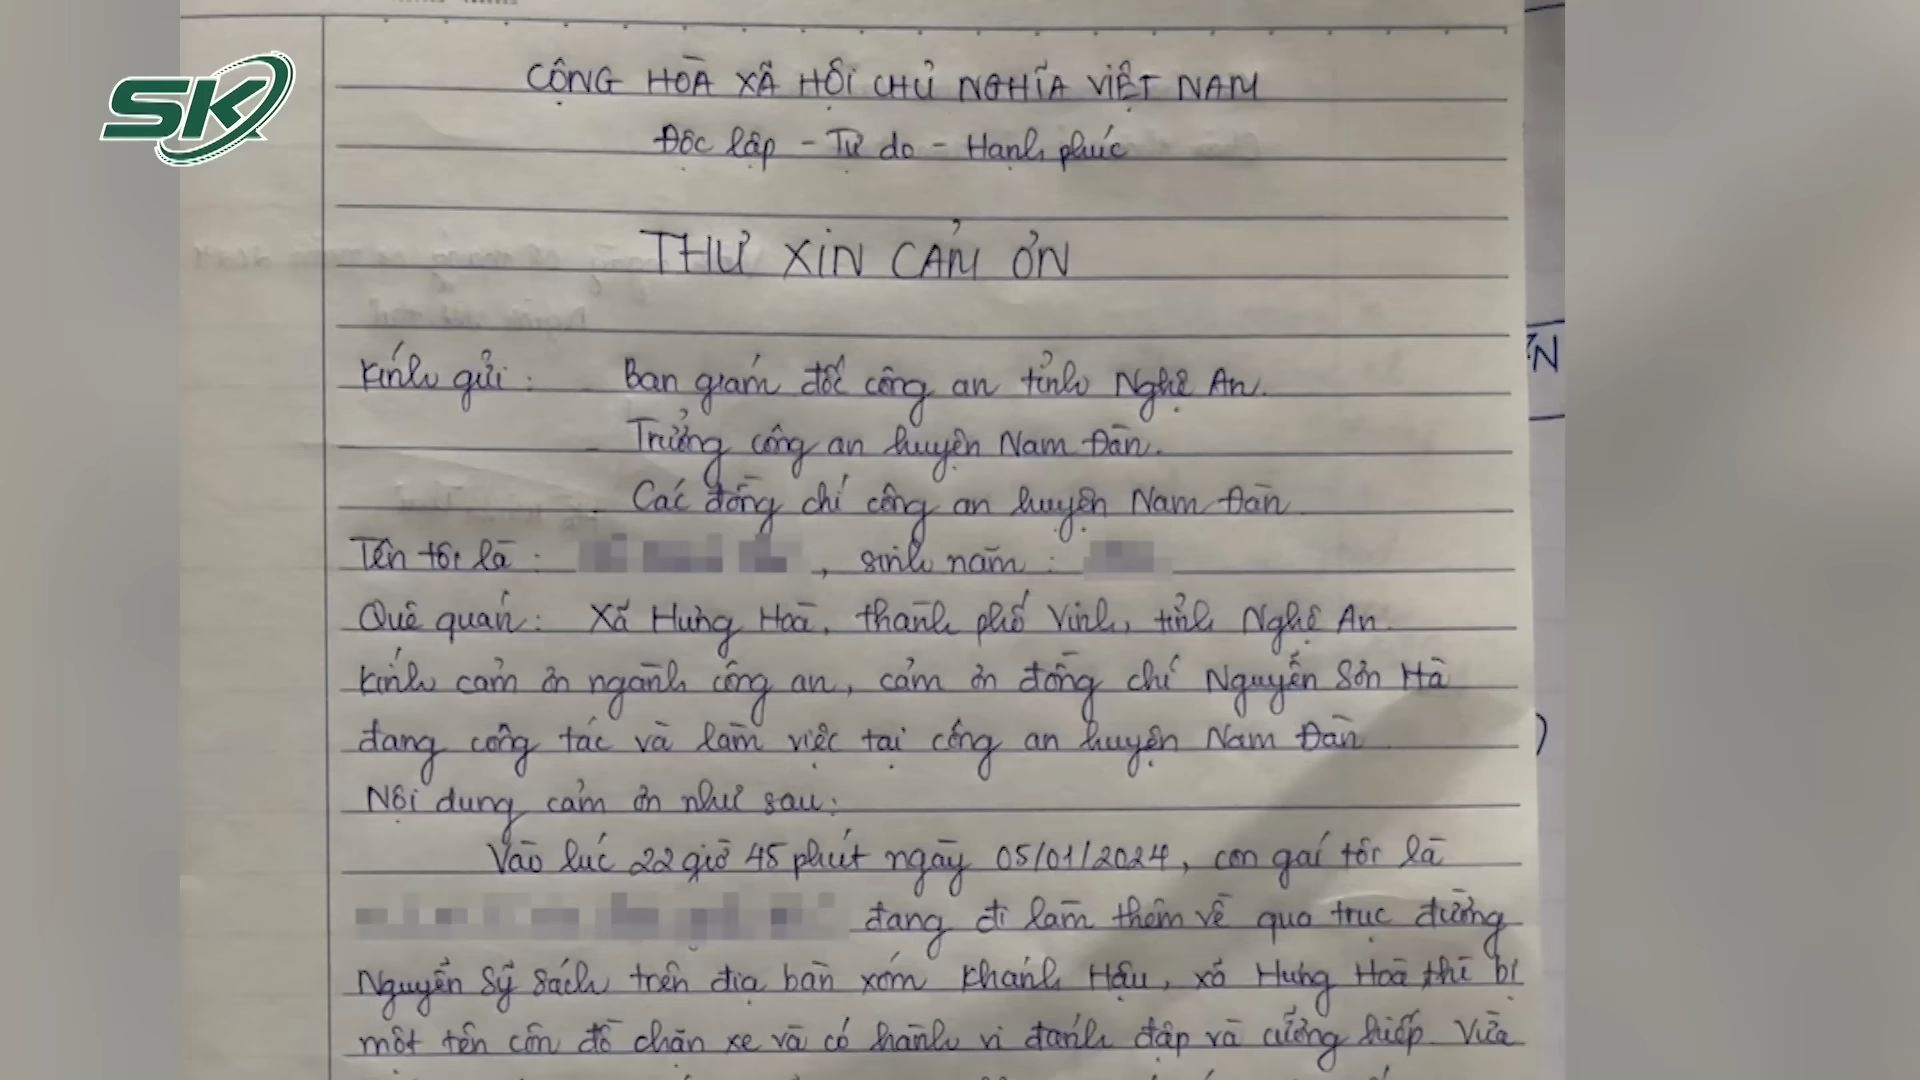 SK
CỘNG HOÀ XÃ HỘI CHỦ NGHĨA VIỆT NAM
Độc lập - Tự do - Hạnh phúc
THƯ XIN CẢM ƠN
Kính gửi : Ban giám đốc công an tỉnh Nghệ An.
Trưởng công an huyện Nam Đàn.
Các đồng chí công an huyện Nam Đàn
Tên tôi là : , sinh năm :
Quê quán: Xã Hưng Hoà, thành phố Vinh, tỉnh Nghệ An.
Kính cảm ơn ngành công an, cảm ơn đồng chí Nguyễn Sơn Hà
đang công tác và làm việc tại công an huyện Nam Đàn
Nội dung cảm ơn như sau:
Vào lúc 22 giờ 45 phút ngày 05/01/2024, con gái tôi là
đang đi làm thêm về qua trục đường
Nguyễn Sỹ Sách trên địa bàn xóm Khánh Hậu, xã Hưng Hoà thì bị
một tên côn đồ chặn xe và có hành vi đánh đập và cưỡng hiếp. Vừa